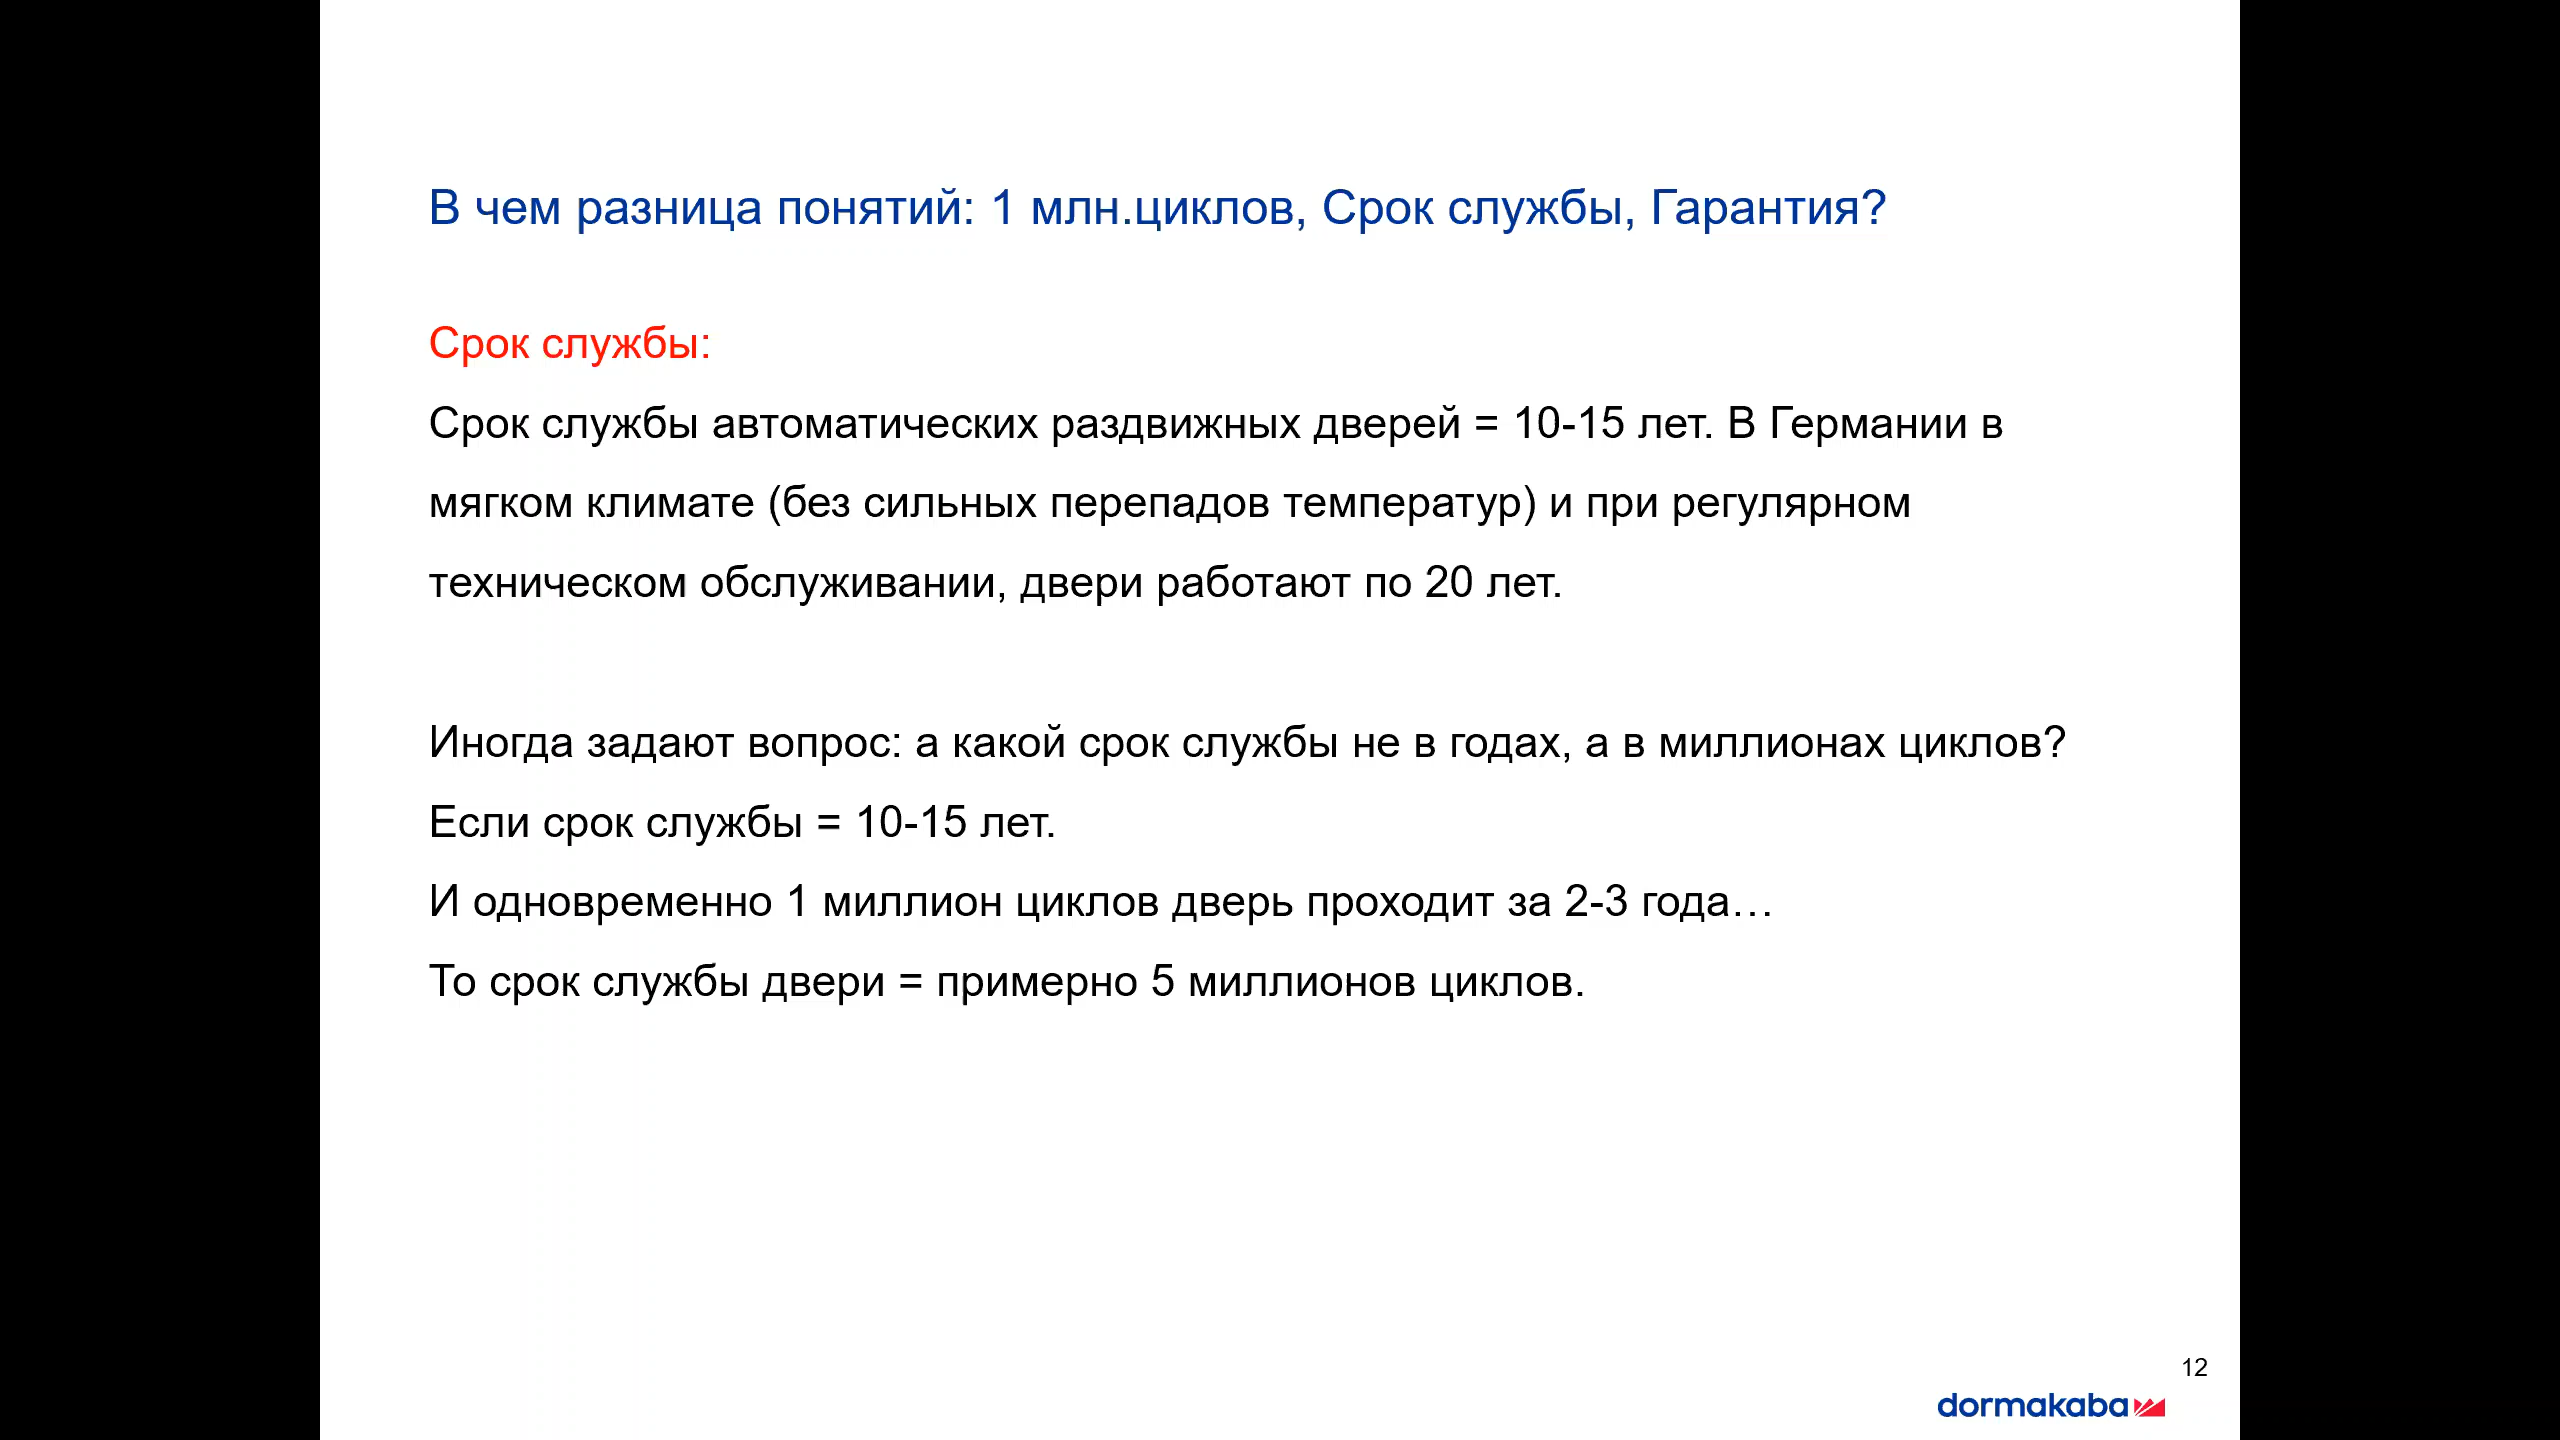 В чем разница понятий: 1 млн.циклов, Срок службы, Гарантия?
Срок службы:
Срок службы автоматических раздвижных дверей = 10-15 лет. В Германии в
мягком климате (без сильных перепадов температур) и при регулярном
техническом обслуживании, двери работают по 20 лет.
Иногда задают вопрос: а какой срок службы не в годах, а в миллионах циклов?
Если срок службы = 10-15 лет.
И одновременно 1 миллион циклов дверь проходит за 2-3 года…
То срок службы двери = примерно 5 миллионов циклов.
12
dormakaba